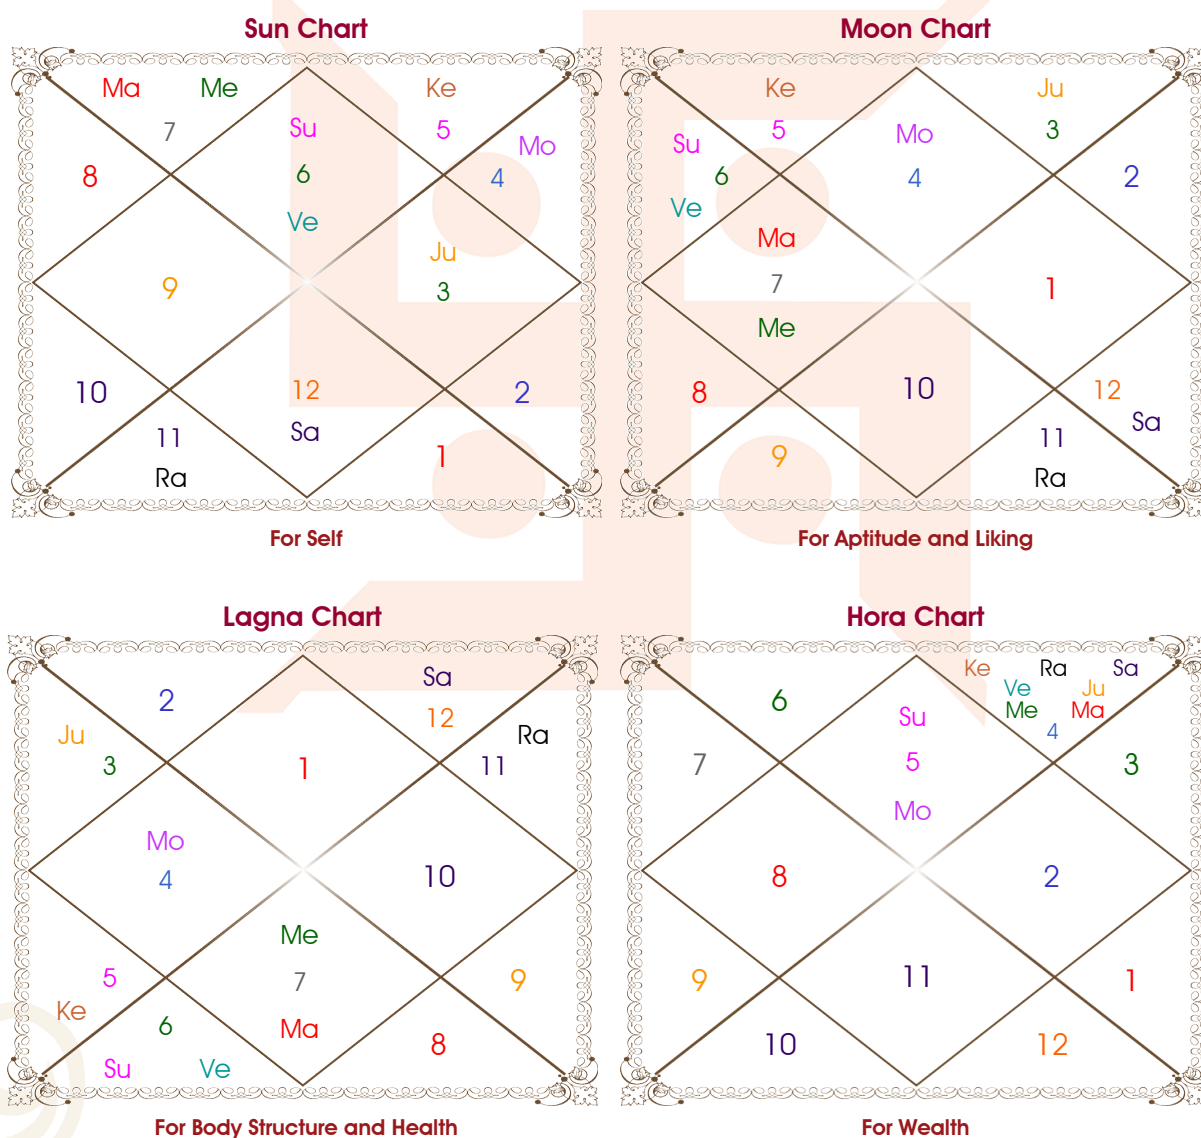 Sun Chart
Ma Me
Ke
7
Su
5
Mo
8
6
4
Ve
Ju
9
3
10
12
2
11
Sa
1
Ra
For Self
Moon Chart
Ke
Ju
5
Mo
3
Su
6
4
2
Ve
Ma
7
1
Me
8
10
12
Sa
9
11
Ra
For Aptitude and Liking
Lagna Chart
Sa
2
12
Ju
Ra
3
1
11
Mo
4
10
Me
5
7
9
Ke
6
Ma
8
Su Ve
For Body Structure and Health
Hora Chart
Ke Ra Sa
Ve Ju
6
Su
Me Ma
4
7
5
3
Mo
8
2
9
11
1
10
12
For Wealth